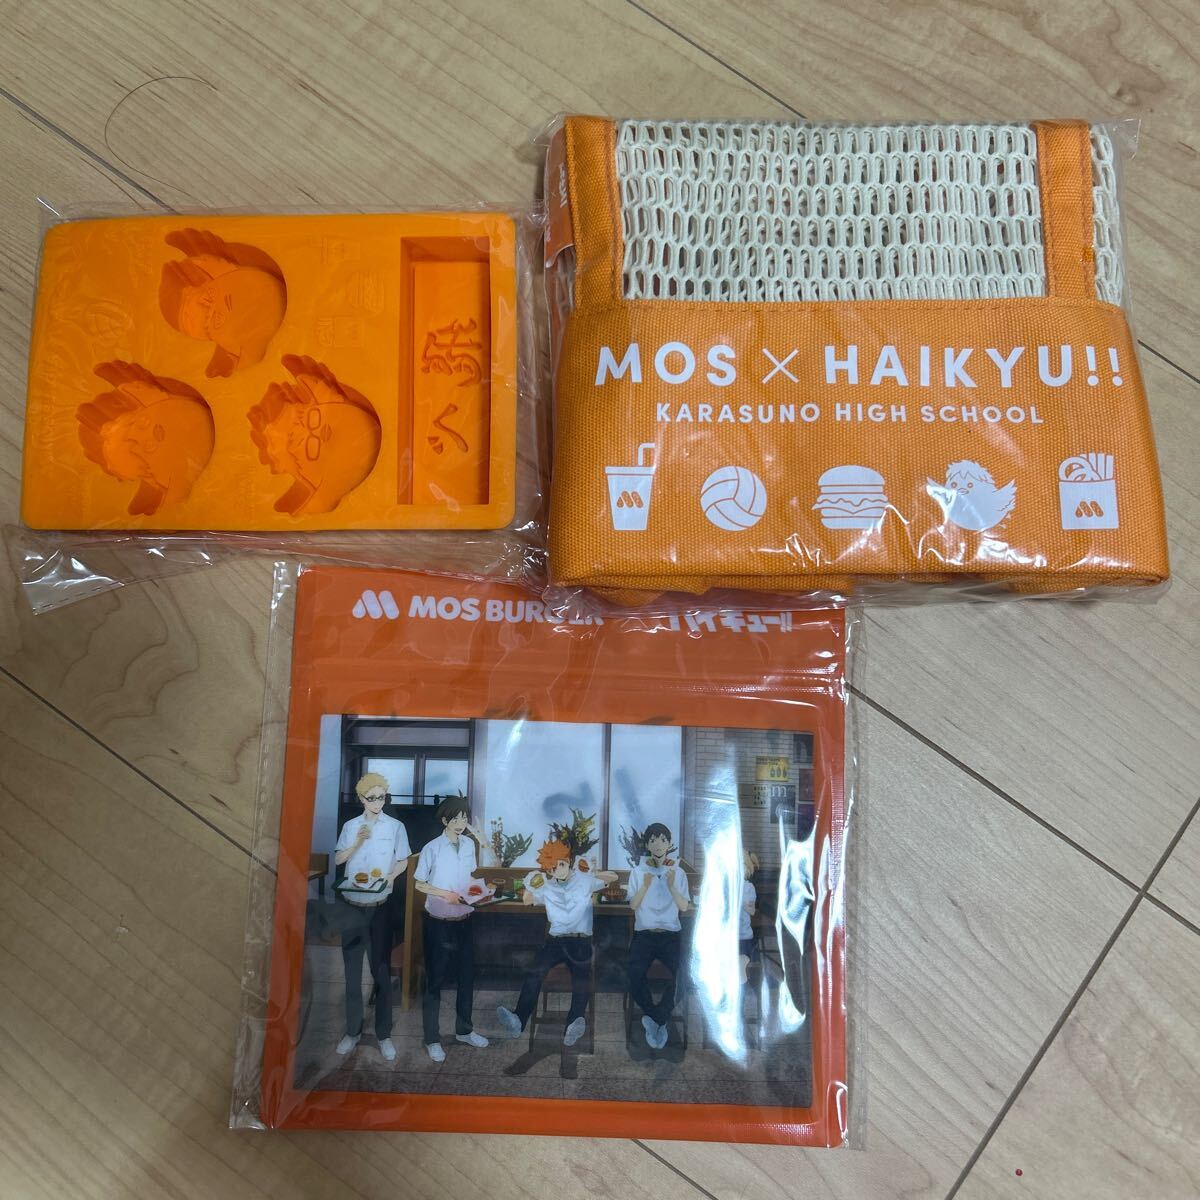 MOS × HAIKYU!!
KARASUNO HIGH SCHOOL
MOS BURGER
ハイキュー!!